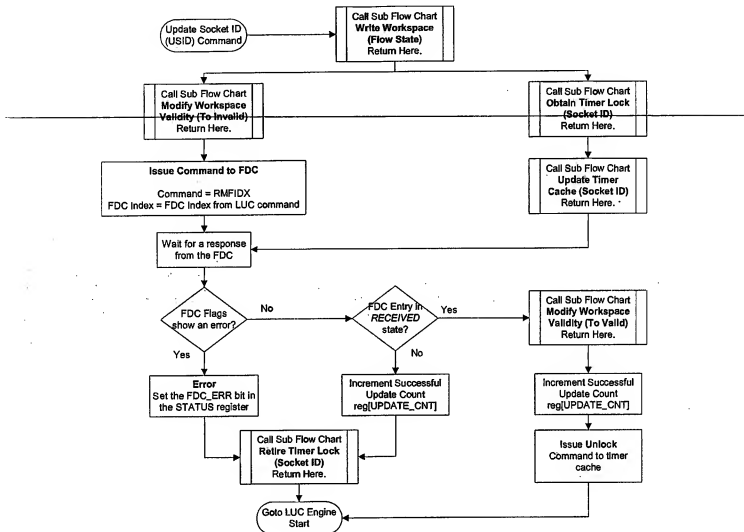 Update Socket ID
(USID) Command
Call Sub Flow Chart
Write Workspace
(Flow State)
Return Here.
Call Sub Flow Chart
Modify Workspace
Validity (To Invalid)
Return Here.
Call Sub Flow Chart
Obtain Timer Lock
(Socket ID)
Return Here.
Issue Command to FDC
Command = RMFIDX
FDC Index = FDC Index from LUC command
Call Sub Flow Chart
Update Timer
Cache (Socket ID)
Return Here.
Wait for a response
from the FDC
FDC Flags
show an error?
No
Yes
FDC Entry in
RECEIVED
state?
Yes
No
Call Sub Flow Chart
Modify Workspace
Validity (To Valid)
Return Here.
Error
Set the FDC_ERR bit in
the STATUS register
Increment Successful
Update Count
reg[UPDATE_CNT]
Increment Successful
Update Count
reg[UPDATE_CNT]
Call Sub Flow Chart
Retire Timer Lock
(Socket ID)
Return Here.
Issue Unlock
Command to timer
cache
Goto LUC Engine
Start